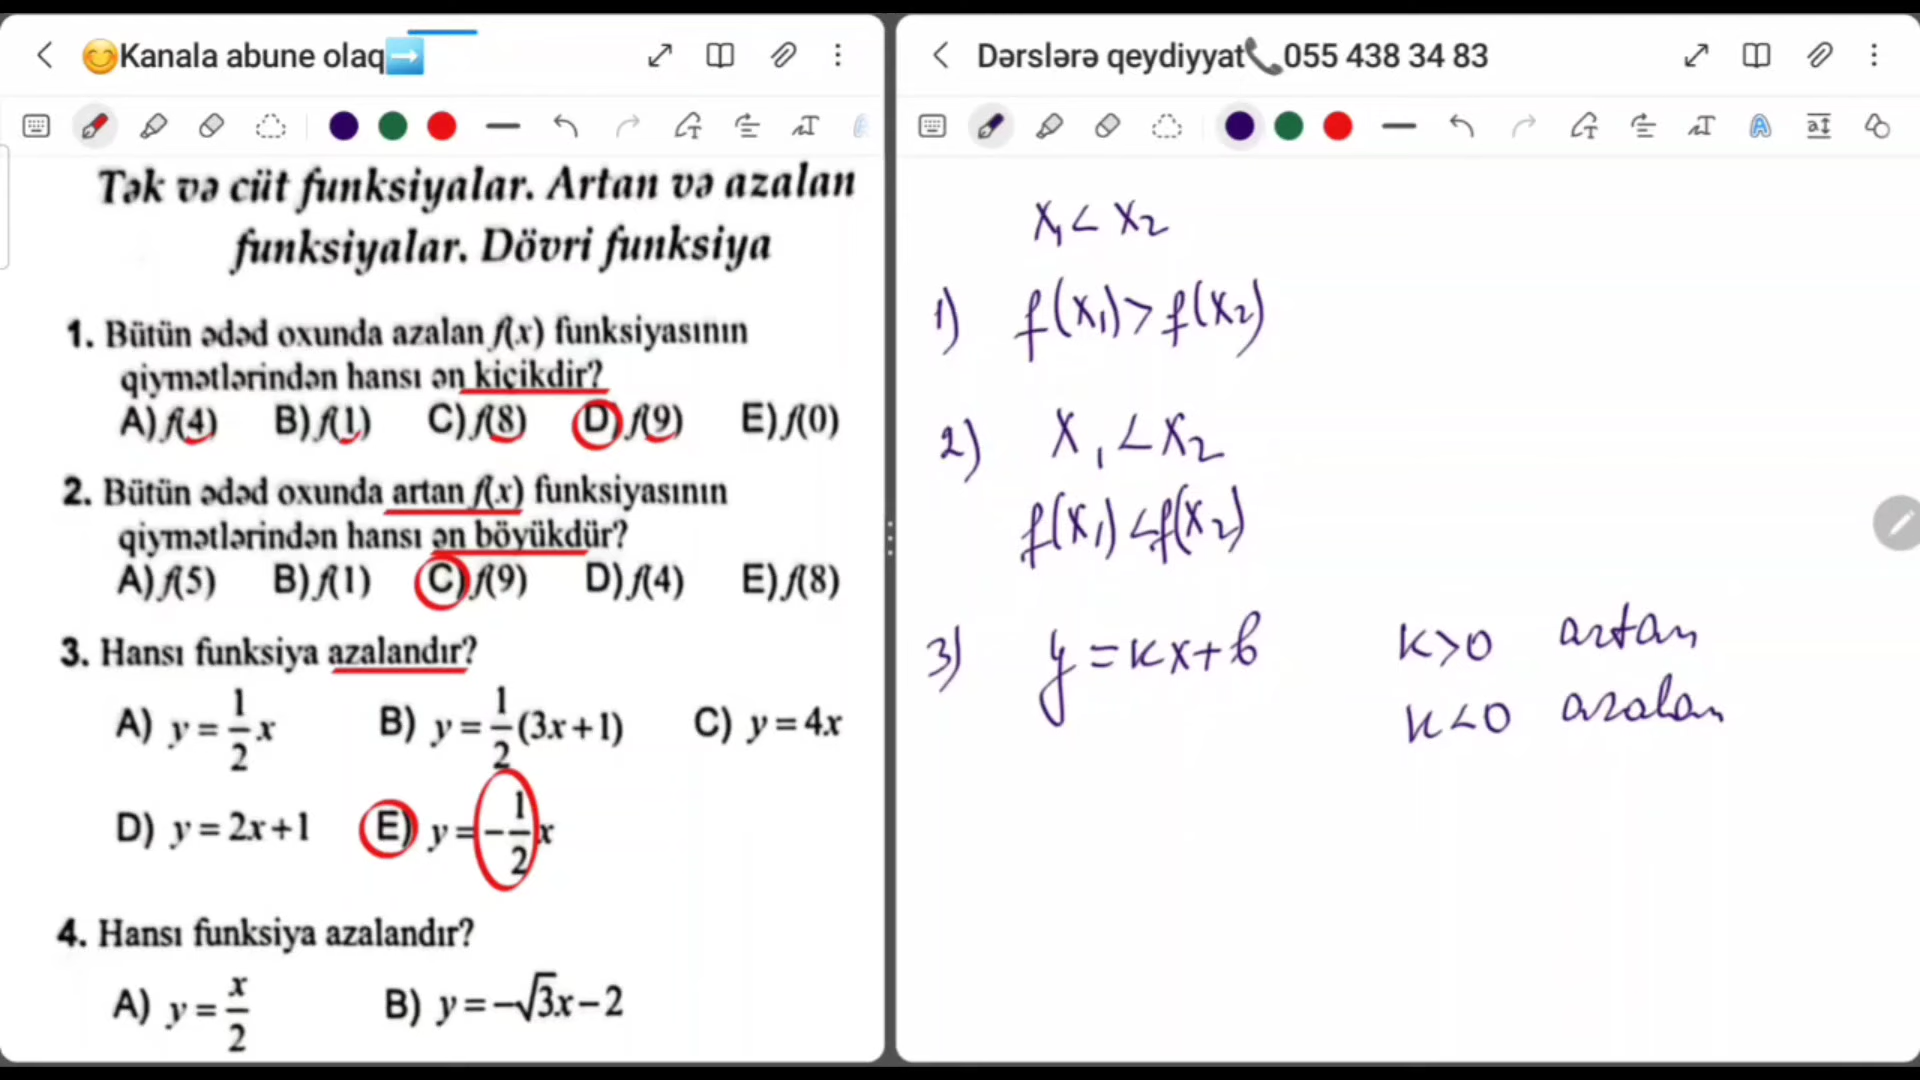 😊Kanala abune olaq➡️
Tək və cüt funksiyalar. Artan və azalan
funksiyalar. Dövri funksiya
1. Bütün ədəd oxunda azalan f(x) funksiyasının
qiymətlərindən hansı ən kiçikdir?
A) f(4) B) f(1) C) f(8) D) f(9) E) f(0)
2. Bütün ədəd oxunda artan f(x) funksiyasının
qiymətlərindən hansı ən böyükdür?
A) f(5) B) f(1) C) f(9) D) f(4) E) f(8)
3. Hansı funksiya azalandır?
A) y = 1/2 x B) y = 1/2 (3x+1) C) y = 4x
D) y = 2x+1 E) y = -1/2 x
4. Hansı funksiya azalandır?
A) y = x/2 B) y = -√3x - 2
Dərslərə qeydiyyat📞055 438 34 83
x₁ < x₂
1) f(x₁) > f(x₂)
2) x₁ < x₂
f(x₁) < f(x₂)
3) y = kx + b k>0 artan
k<0 azalan